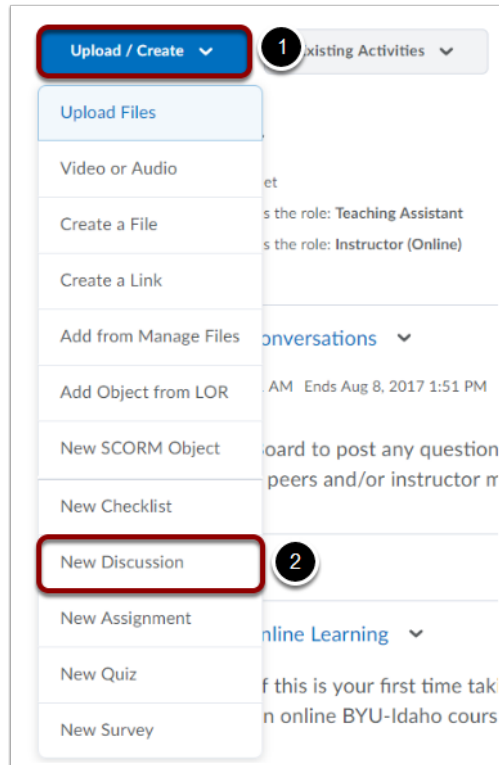 Upload / Create
1
xisting Activities
Upload Files
Video or Audio
et
s the role: Teaching Assistant
Create a File
s the role: Instructor (Online)
Create a Link
Add from Manage Files
onversations
Add Object from LOR
AM Ends Aug 8, 2017 1:51 PM
New SCORM Object
oard to post any question
peers and/or instructor m
New Checklist
New Discussion
2
New Assignment
nline Learning
New Quiz
f this is your first time taki
n online BYU-Idaho cours
New Survey